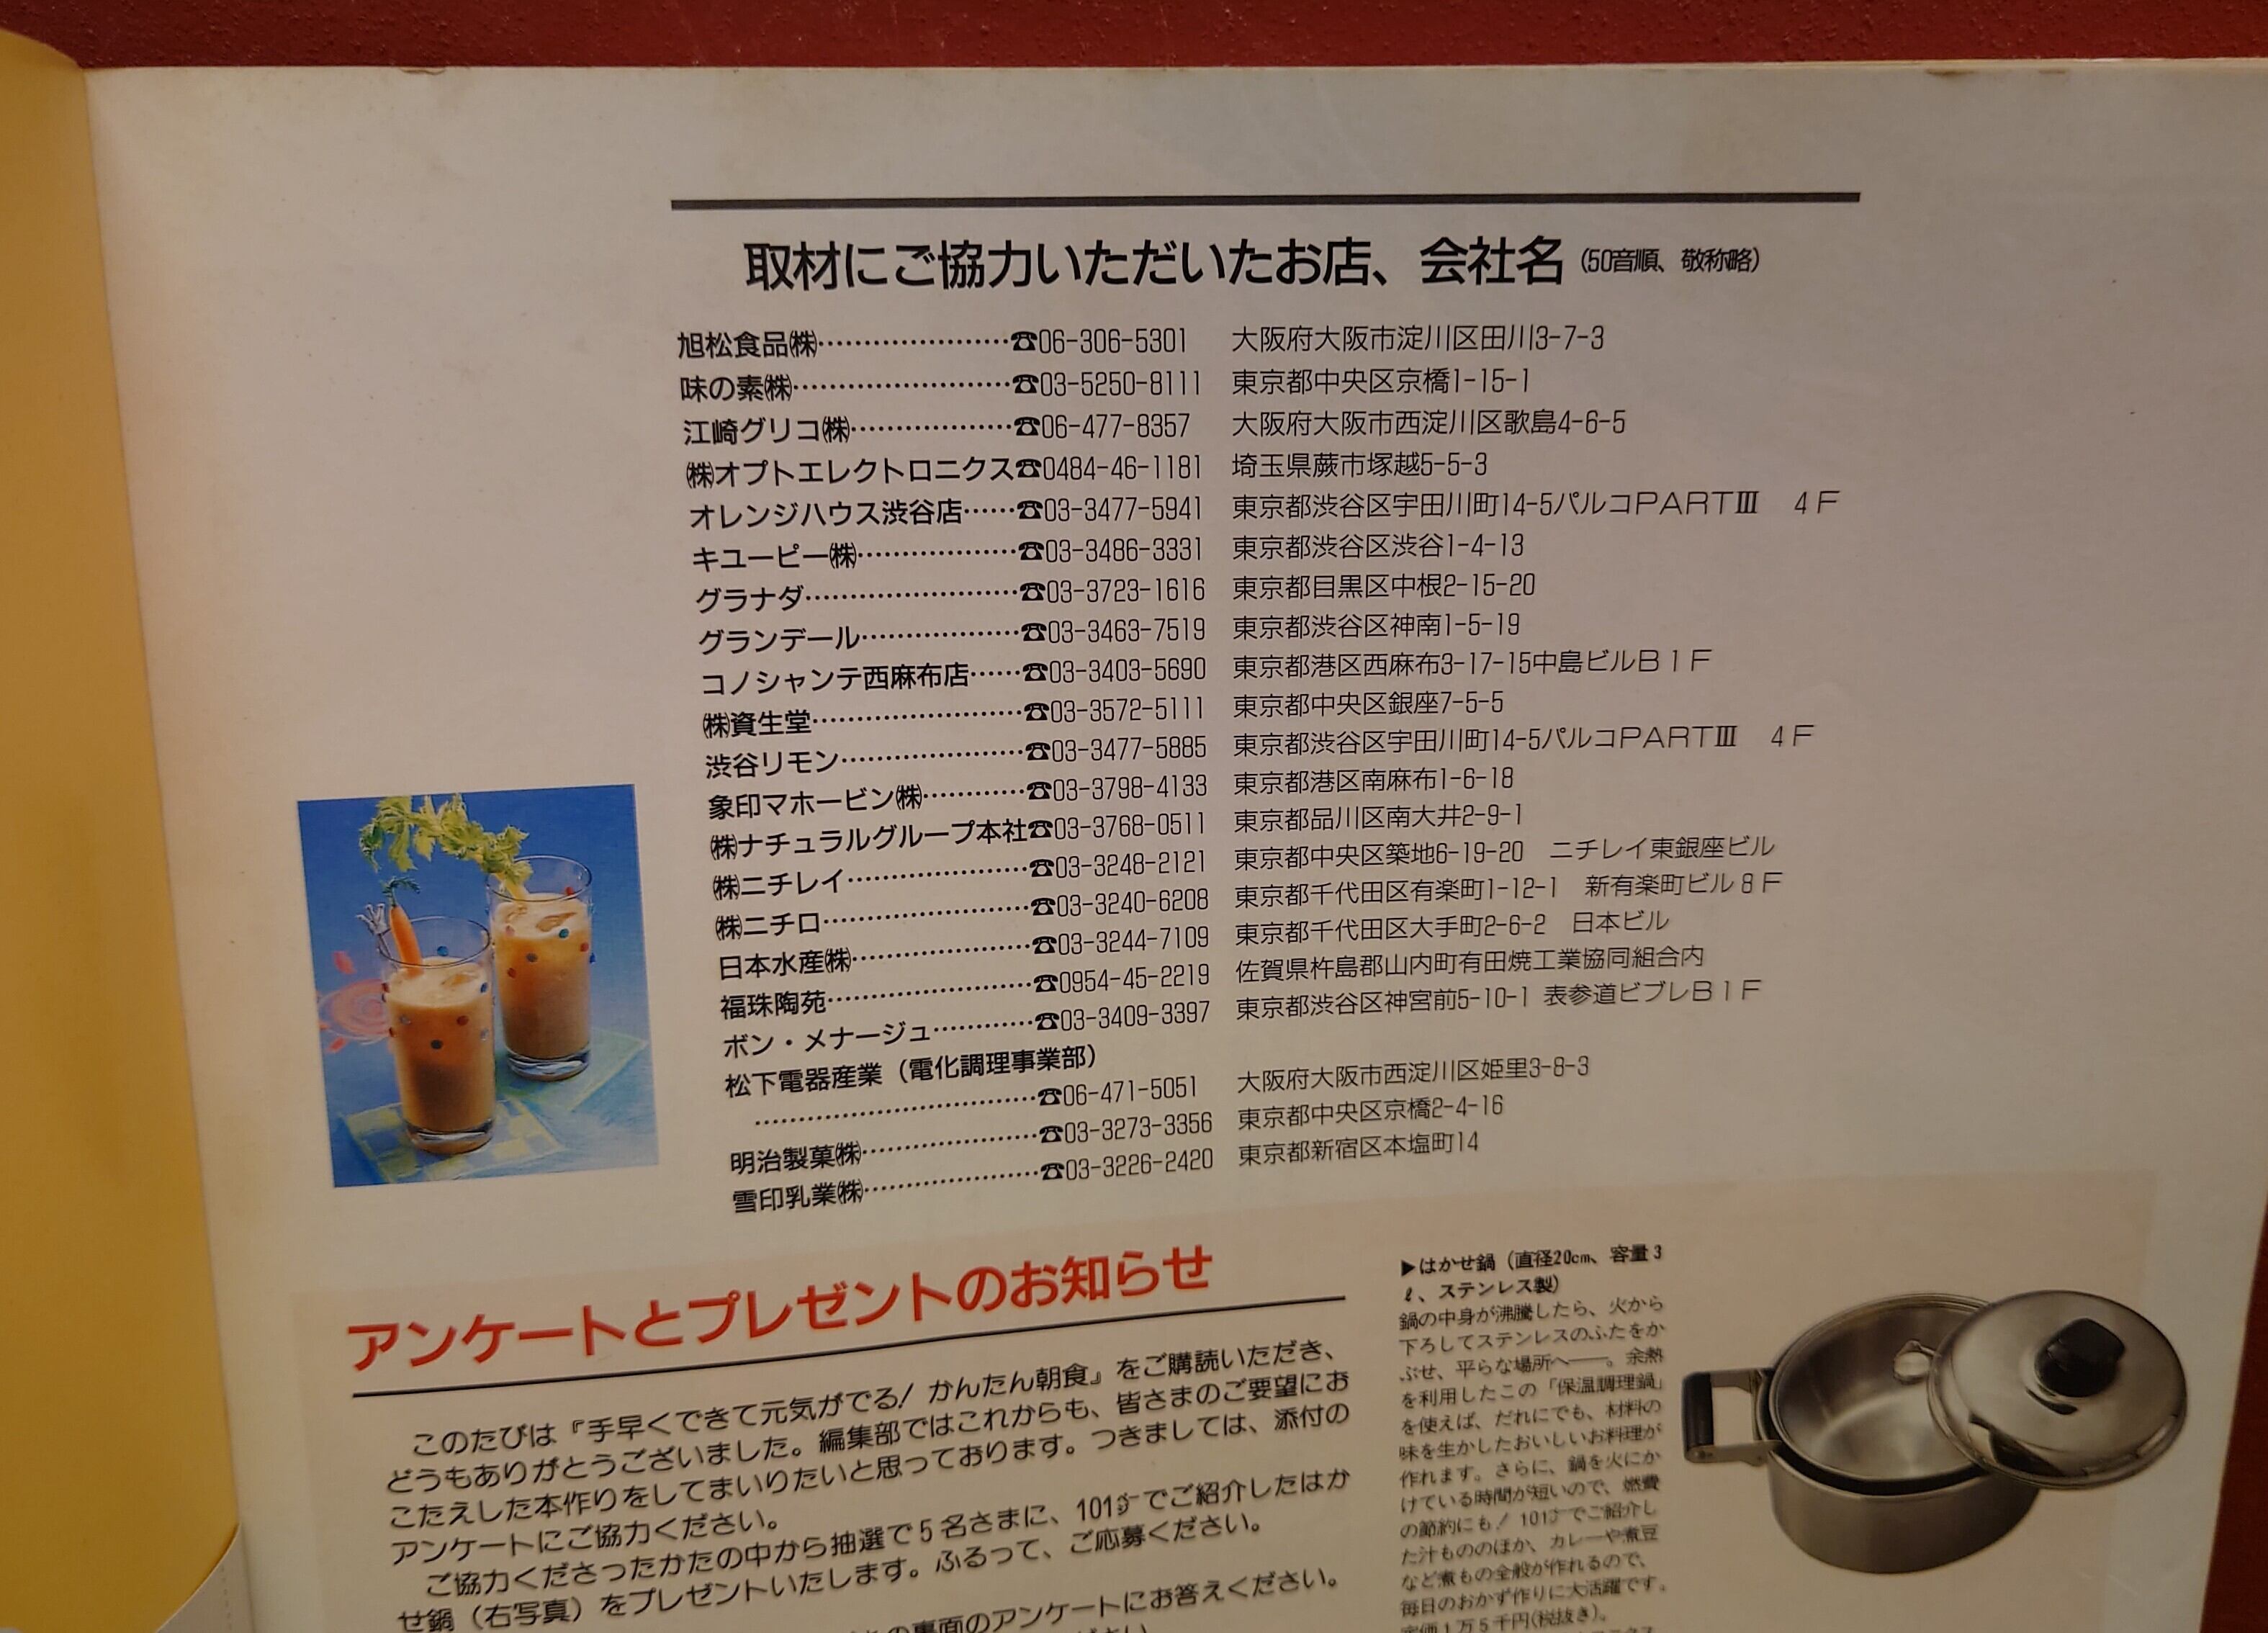 取材にご協力いただいたお店、会社名(50音順、敬称略)
旭松食品㈱…………………☎06-306-5301 大阪府大阪市淀川区田川3-7-3
味の素㈱……………………☎03-5250-8111 東京都中央区京橋1-15-1
江崎グリコ㈱………………☎06-477-8357 大阪府大阪市西淀川区歌島4-6-5
㈱オプトエレクトロニクス☎0484-46-1181 埼玉県蕨市塚越5-5-3
オレンジハウス渋谷店……☎03-3477-5941 東京都渋谷区宇田川町14-5パルコPARTⅢ 4F
キユーピー㈱………………☎03-3486-3331 東京都渋谷区渋谷1-4-13
グラナダ……………………☎03-3723-1616 東京都目黒区中根2-15-20
グランデール………………☎03-3463-7519 東京都渋谷区神南1-5-19
コノシャンテ西麻布店……☎03-3403-5690 東京都港区西麻布3-17-15中島ビルB1F
㈱資生堂……………………☎03-3572-5111 東京都中央区銀座7-5-5
渋谷リモン…………………☎03-3477-5885 東京都渋谷区宇田川町14-5パルコPARTⅢ 4F
象印マホービン㈱…………☎03-3798-4133 東京都港区南麻布1-6-18
㈱ナチュラルグループ本社☎03-3768-0511 東京都品川区南大井2-9-1
㈱ニチレイ…………………☎03-3248-2121 東京都中央区築地6-19-20 ニチレイ東銀座ビル
㈱ニチロ……………………☎03-3240-6208 東京都千代田区有楽町1-12-1 新有楽町ビル8F
日本水産㈱…………………☎03-3244-7109 東京都千代田区大手町2-6-2 日本ビル
福珠陶苑……………………☎0954-45-2219 佐賀県杵島郡山内町有田焼工業協同組合内
ボン・メナージュ…………☎03-3409-3397 東京都渋谷区神宮前5-10-1 表参道ビブレB1F
松下電器産業(電化調理事業部)
……………………………☎06-471-5051 大阪府大阪市西淀川区姫里3-8-3
明治製菓㈱…………………☎03-3273-3356 東京都中央区京橋2-4-16
雪印乳業㈱…………………☎03-3226-2420 東京都新宿区本塩町14
アンケートとプレゼントのお知らせ
このたびは『手早くできて元気がでる! かんたん朝食』をご購読いただき、
どうもありがとうございました。編集部ではこれからも、皆さまのご要望にお
こたえした本作りをしてまいりたいと思っております。つきましては、添付の
アンケートにご協力ください。
ご協力くださったかたの中から抽選で5名さまに、101㌻でご紹介したはか
せ鍋(右写真)をプレゼントいたします。ふるって、ご応募ください。
の裏面のアンケートにお答えください。
▶はかせ鍋(直径20cm、容量3
ℓ、ステンレス製)
鍋の中身が沸騰したら、火から
下ろしてステンレスのふたをか
ぶせ、平らな場所へ――。余熱
を利用したこの「保温調理鍋」
を使えば、だれにでも、材料の
味を生かしたおいしいお料理が
作れます。さらに、鍋を火にか
けている時間が短いので、燃費
の節約にも! 101㌻でご紹介し
た汁もののほか、カレーや煮豆
など煮もの全般が作れるので、
毎日のおかず作りに大活躍です。
定価1万5千円(税抜き)。